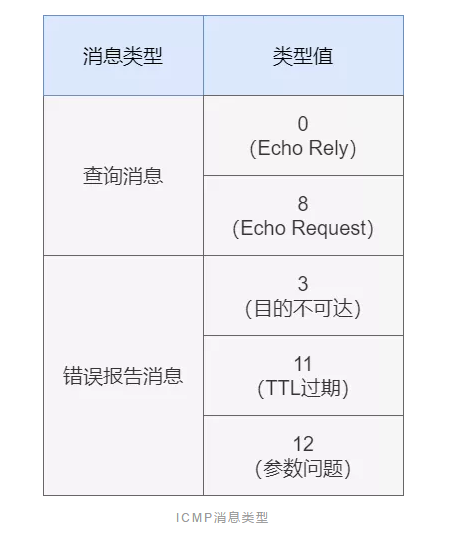 消息类型
类型值
查询消息
0
（Echo Rely）
8
（Echo Request）
错误报告消息
3
（目的不可达）
11
（TTL过期）
12
（参数问题）
ICMP消息类型